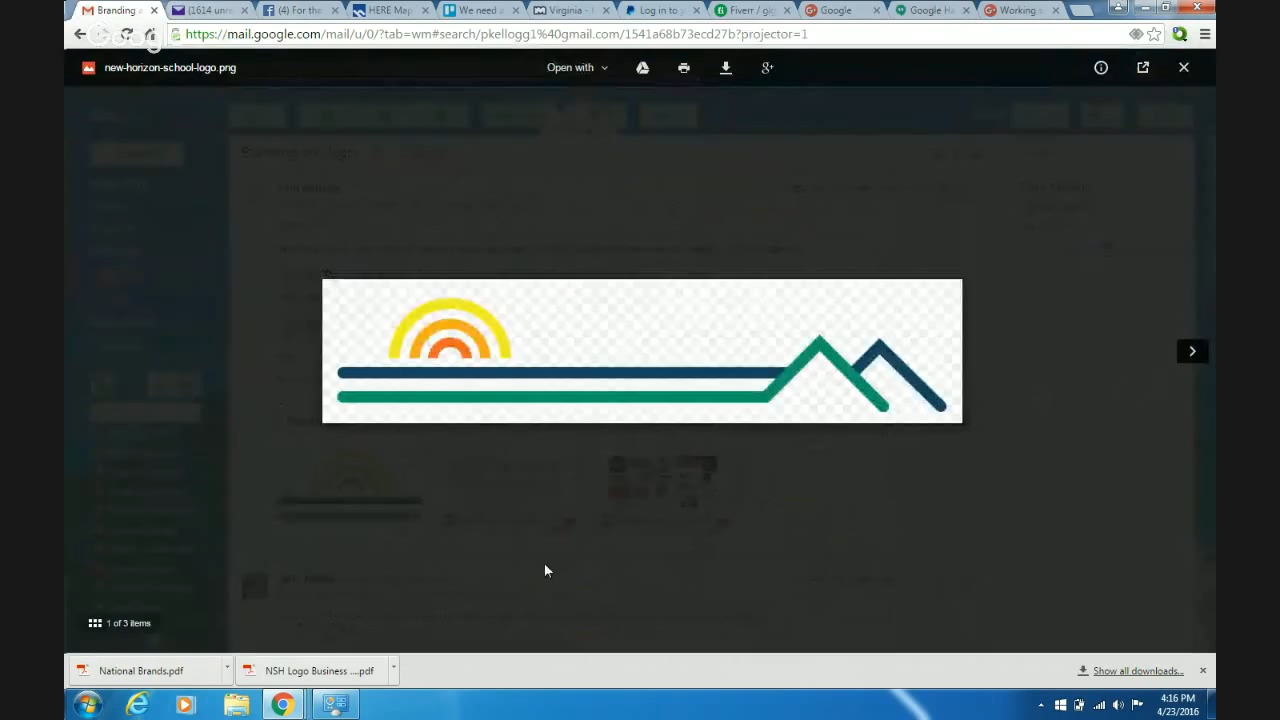 Branding a
(1614 unre
(4) For the
HERE Map
We need a
Virginia -
Log in to y
Fiverr / gig
Google
Google Ha
Working s
https://mail.google.com/mail/u/0/?tab=wm#search/pkellogg1%40gmail.com/1541a68b73ecd27b?projector=1
new-horizon-school-logo.png
Open with
1 of 3 items
National Brands.pdf
NSH Logo Business ....pdf
Show all downloads...
4:16 PM
4/23/2016